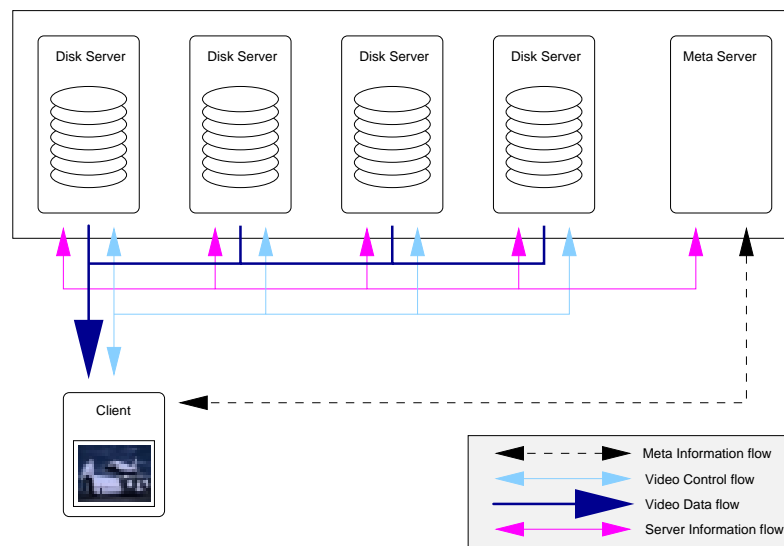 Disk Server
Disk Server
Disk Server
Disk Server
Meta Server
Client
Meta Information flow
Video Control flow
Video Data flow
Server Information flow